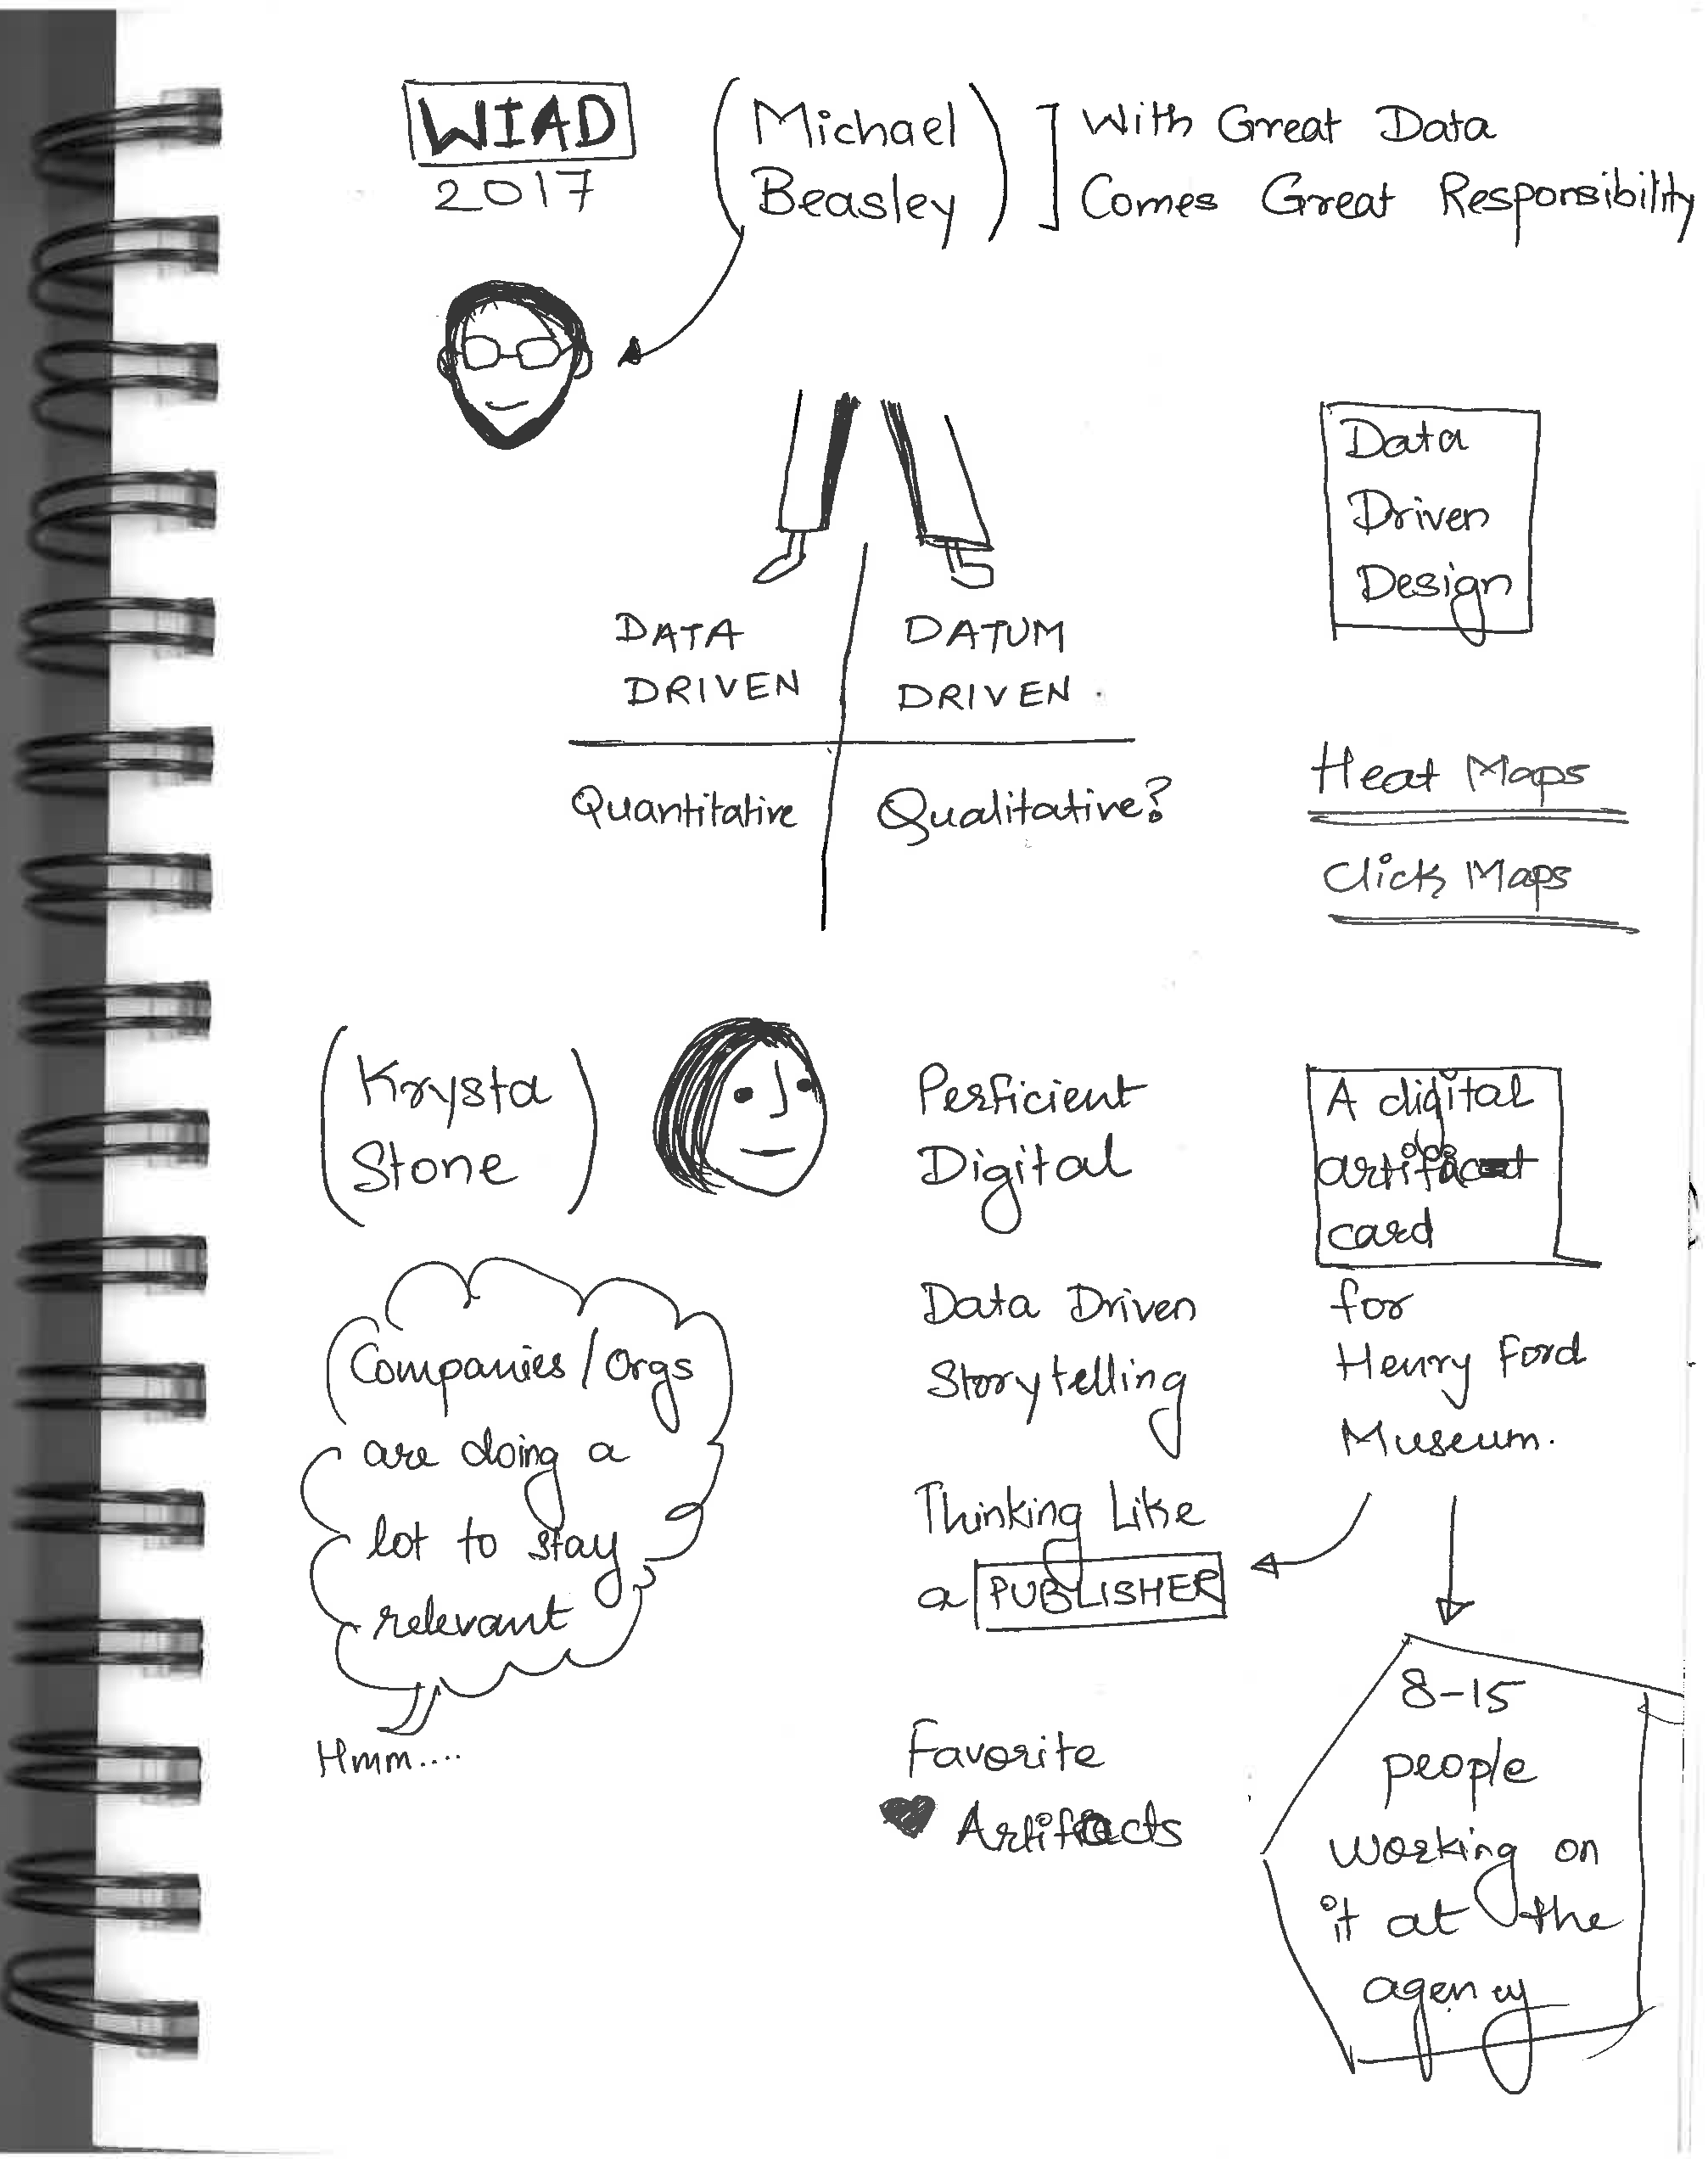 WIAD
2017
(Michael
Beasley)
] With Great Data
Comes Great Responsibility
DATA
DRIVEN
DATUM
DRIVEN.
Quantitative
Qualitative?
Data
Driven
Design
Heat Maps
Click Maps
(Krysta
Stone)
Companies/Orgs
are doing a
lot to stay
relevant
Hmm....
Perficient
Digital
Data Driven
Storytelling
Thinking Like
a PUBLISHER
Favorite
♥ Artifacts
A digital
artifact
card
for
Henry Ford
Museum.
8-15
people
working on
it at the
agency